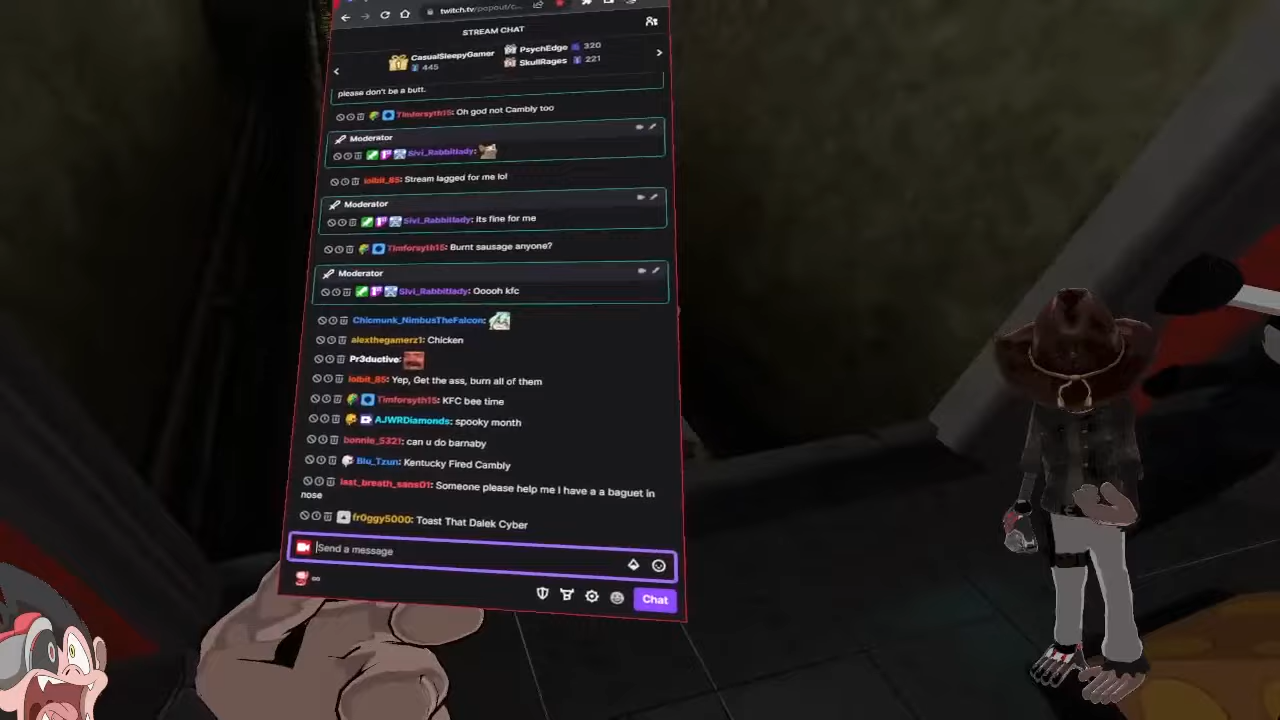 twitch.tv/popout/c...
STREAM CHAT
CasualSleepyGamer
445
PsychEdge 320
SkullRages 221
please don't be a butt.
Timforsyth15: Oh god not Cambly too
Moderator
Sivi_Rabbitlady:
lolbit_85: Stream lagged for me lol
Moderator
Sivi_Rabbitlady: its fine for me
Timforsyth15: Burnt sausage anyone?
Moderator
Sivi_Rabbitlady: Ooooh kfc
Chicmunk_NimbusTheFalcon:
alexthegamerz1: Chicken
Pr3ductive:
lolbit_85: Yep, Get the ass, burn all of them
Timforsyth15: KFC bee time
AJWRDiamonds: spooky month
bonnie_5321: can u do barnaby
Blu_Tzun: Kentucky Fired Cambly
last_breath_sans01: Someone please help me I have a a baguet in
nose
fr0ggy5000: Toast That Dalek Cyber
Send a message
∞
Chat